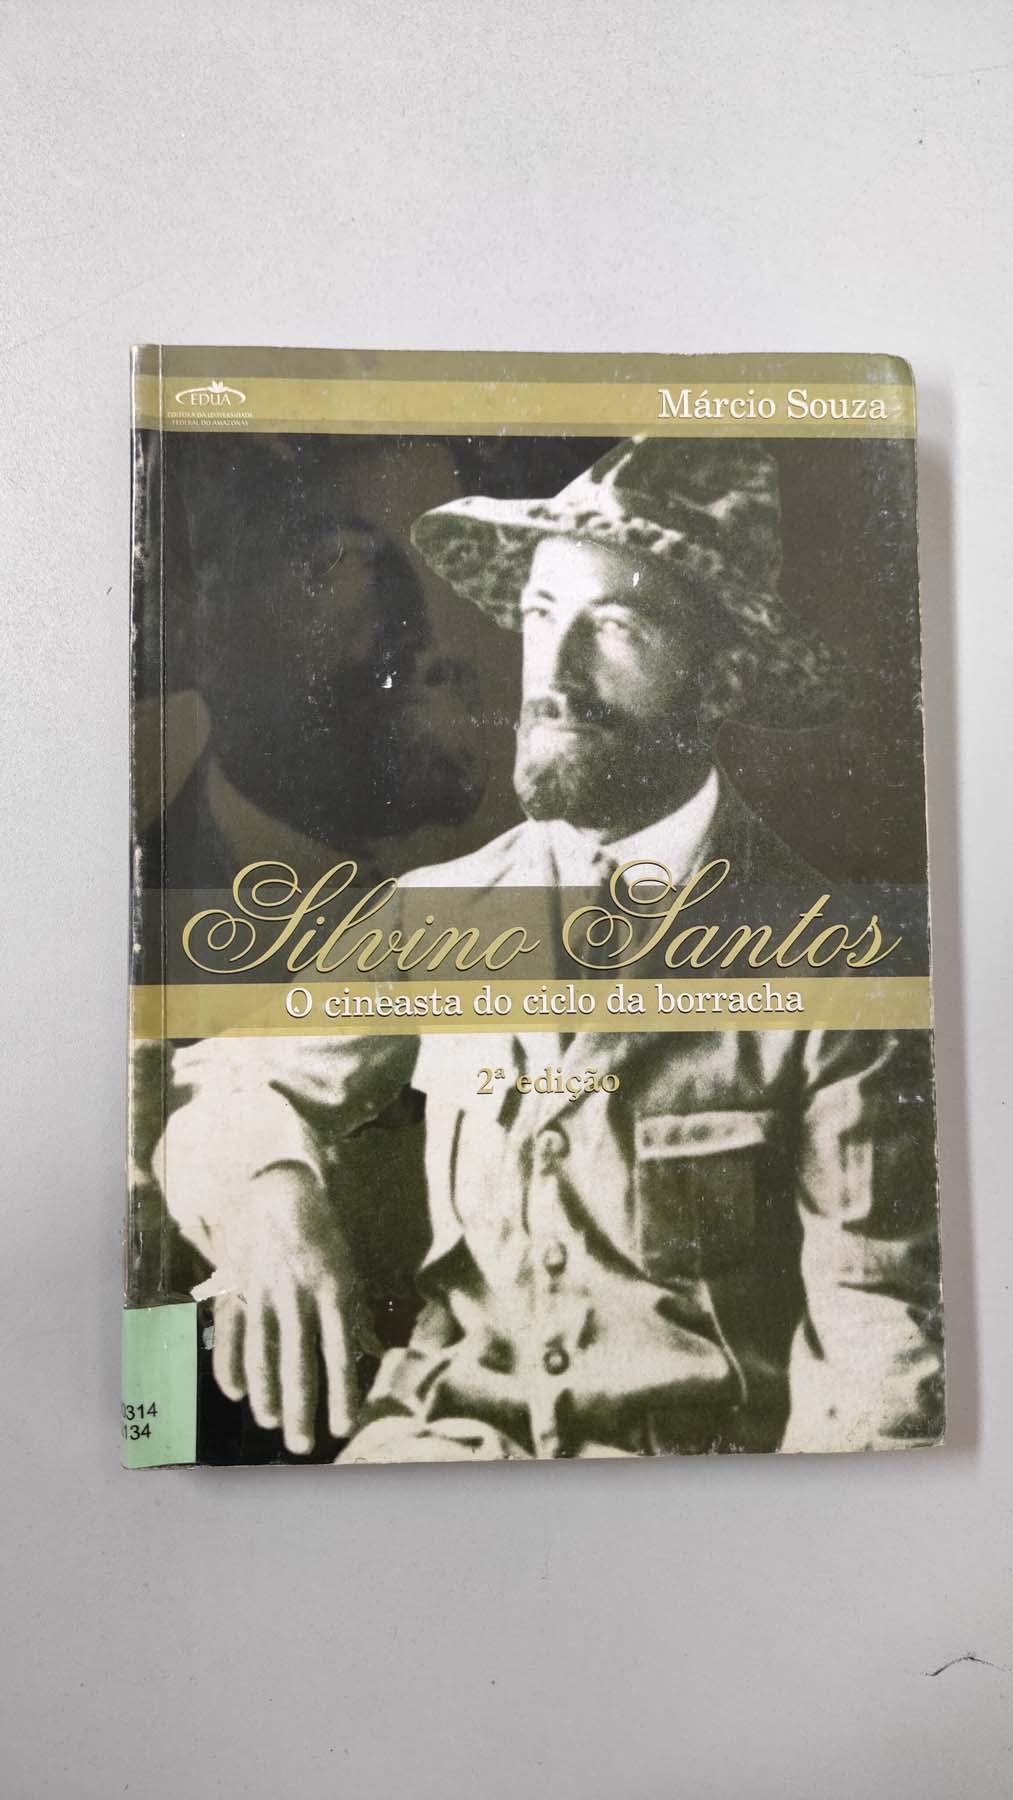 EDUA
EDITORA DA UNIVERSIDADE
FEDERAL DO AMAZONAS
Márcio Souza
Silvino Santos
O cineasta do ciclo da borracha
2ª edição
0314
134